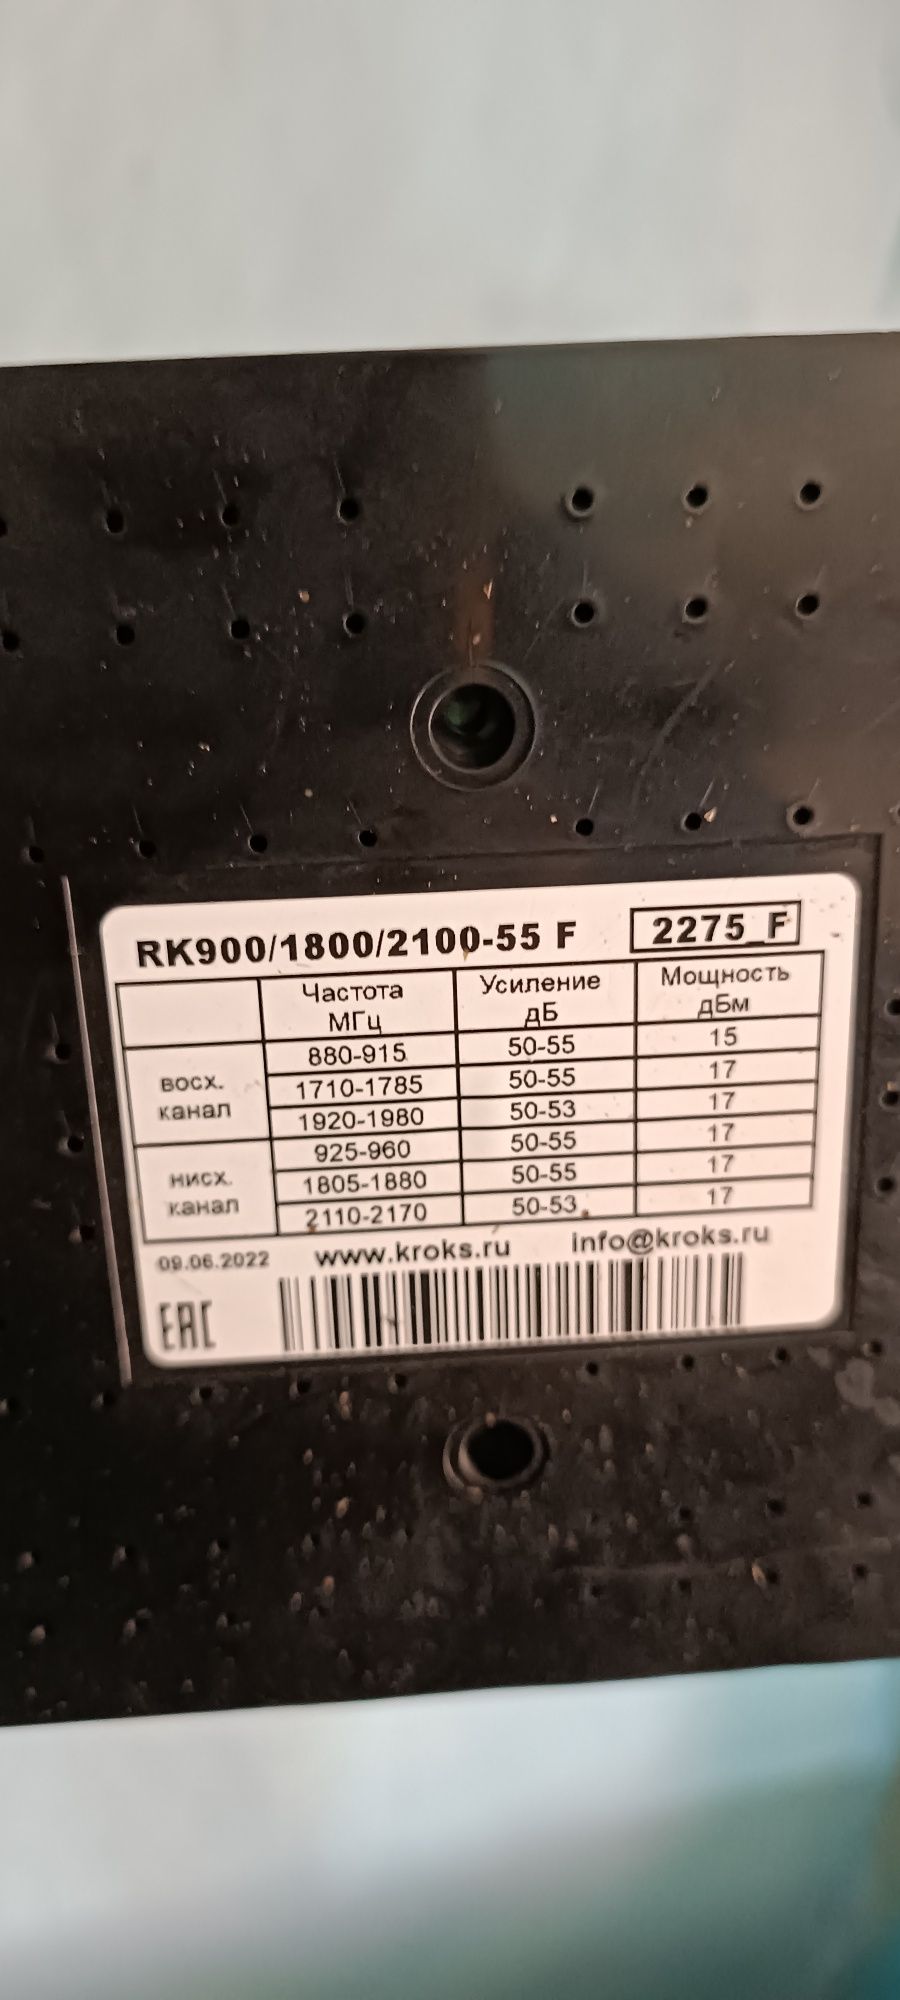 RK900/1800/2100-55 F 2275_F
Частота МГц Усиление дБ Мощность дБм
восх. канал 880-915 50-55 15
1710-1785 50-55 17
1920-1980 50-53 17
нисх. канал 925-960 50-55 17
1805-1880 50-55 17
2110-2170 50-53 17
09.06.2022 www.kroks.ru info@kroks.ru
EAC